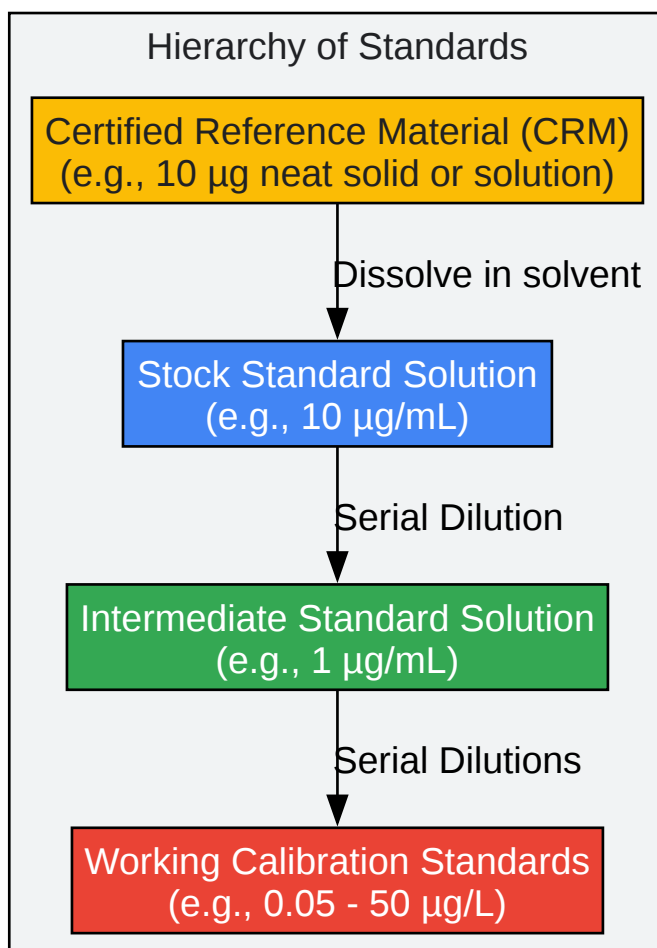 Hierarchy of Standards
Certified Reference Material (CRM)
(e.g., 10 µg neat solid or solution)
Dissolve in solvent
Stock Standard Solution
(e.g., 10 µg/mL)
Serial Dilution
Intermediate Standard Solution
(e.g., 1 µg/mL)
Serial Dilutions
Working Calibration Standards
(e.g., 0.05 - 50 µg/L)